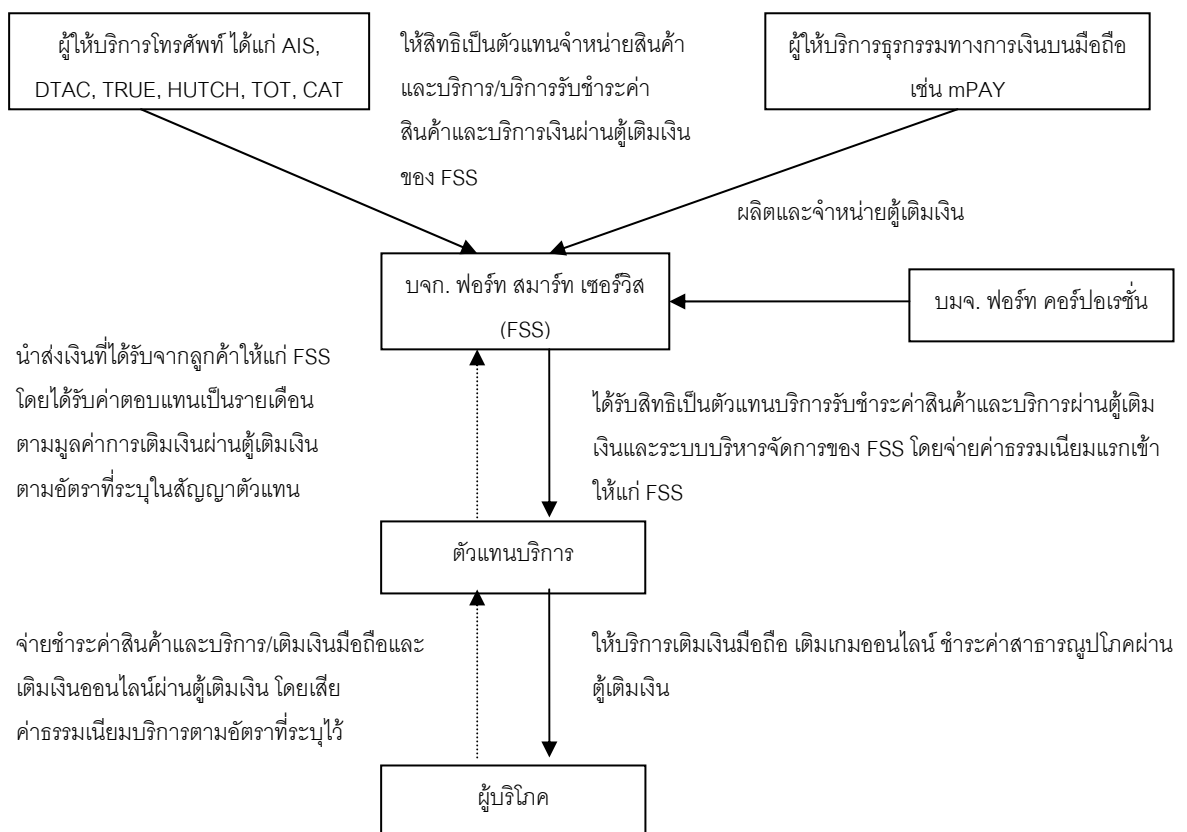 ผู้ให้บริการโทรศัพท์ ได้แก่ AIS,
DTAC, TRUE, HUTCH, TOT, CAT
ให้สิทธิเป็นตัวแทนจำหน่ายสินค้า
และบริการ/บริการรับชำระค่า
สินค้าและบริการเงินผ่านตู้เติมเงิน
ของ FSS
ผู้ให้บริการธุรกรรมทางการเงินบนมือถือ
เช่น mPAY
ผลิตและจำหน่ายตู้เติมเงิน
บจก. ฟอร์ท สมาร์ท เซอร์วิส
(FSS)
บมจ. ฟอร์ท คอร์ปอเรชั่น
นำส่งเงินที่ได้รับจากลูกค้าให้แก่ FSS
โดยได้รับค่าตอบแทนเป็นรายเดือน
ตามมูลค่าการเติมเงินผ่านตู้เติมเงิน
ตามอัตราที่ระบุในสัญญาตัวแทน
ได้รับสิทธิเป็นตัวแทนบริการรับชำระค่าสินค้าและบริการผ่านตู้เติม
เงินและระบบบริหารจัดการของ FSS โดยจ่ายค่าธรรมเนียมแรกเข้า
ให้แก่ FSS
ตัวแทนบริการ
จ่ายชำระค่าสินค้าและบริการ/เติมเงินมือถือและ
เติมเงินออนไลน์ผ่านตู้เติมเงิน โดยเสีย
ค่าธรรมเนียมบริการตามอัตราที่ระบุไว้
ให้บริการเติมเงินมือถือ เติมเกมออนไลน์ ชำระค่าสาธารณูปโภคผ่าน
ตู้เติมเงิน
ผู้บริโภค